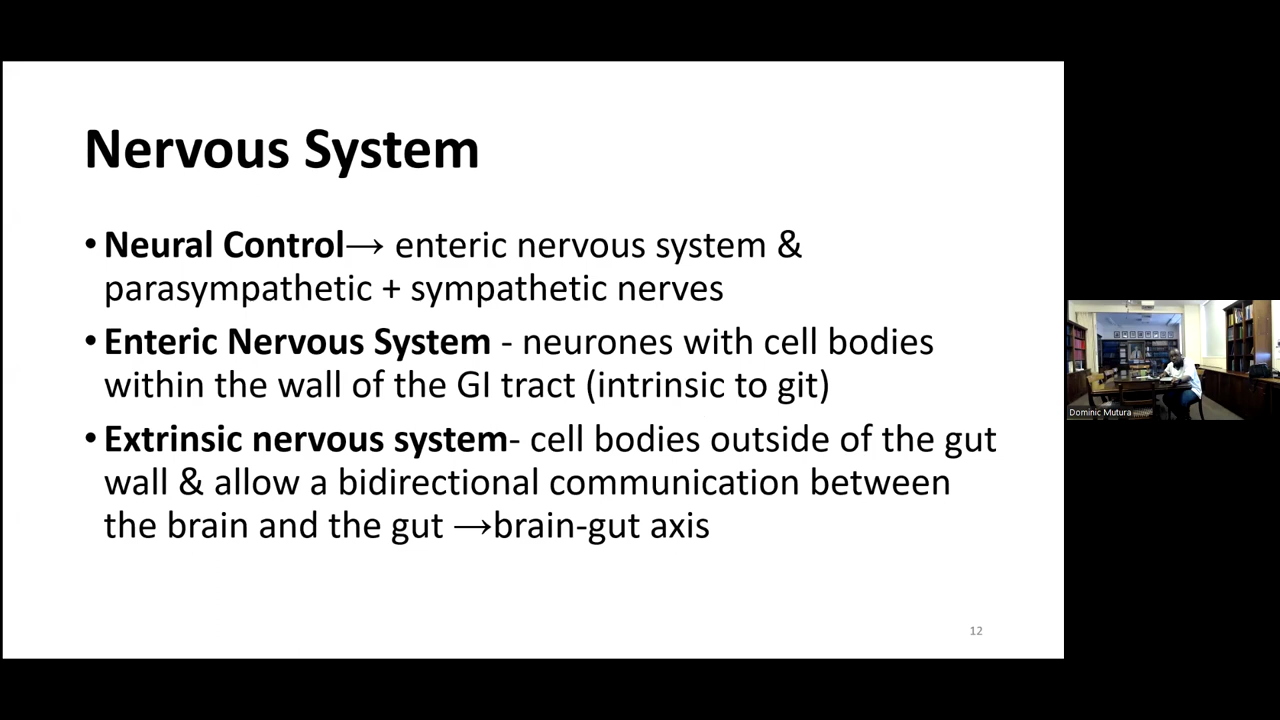 Nervous System
• Neural Control→ enteric nervous system &
parasympathetic + sympathetic nerves
• Enteric Nervous System - neurones with cell bodies
within the wall of the GI tract (intrinsic to git)
• Extrinsic nervous system- cell bodies outside of the gut
wall & allow a bidirectional communication between
the brain and the gut →brain-gut axis
12
Dominic Mutura